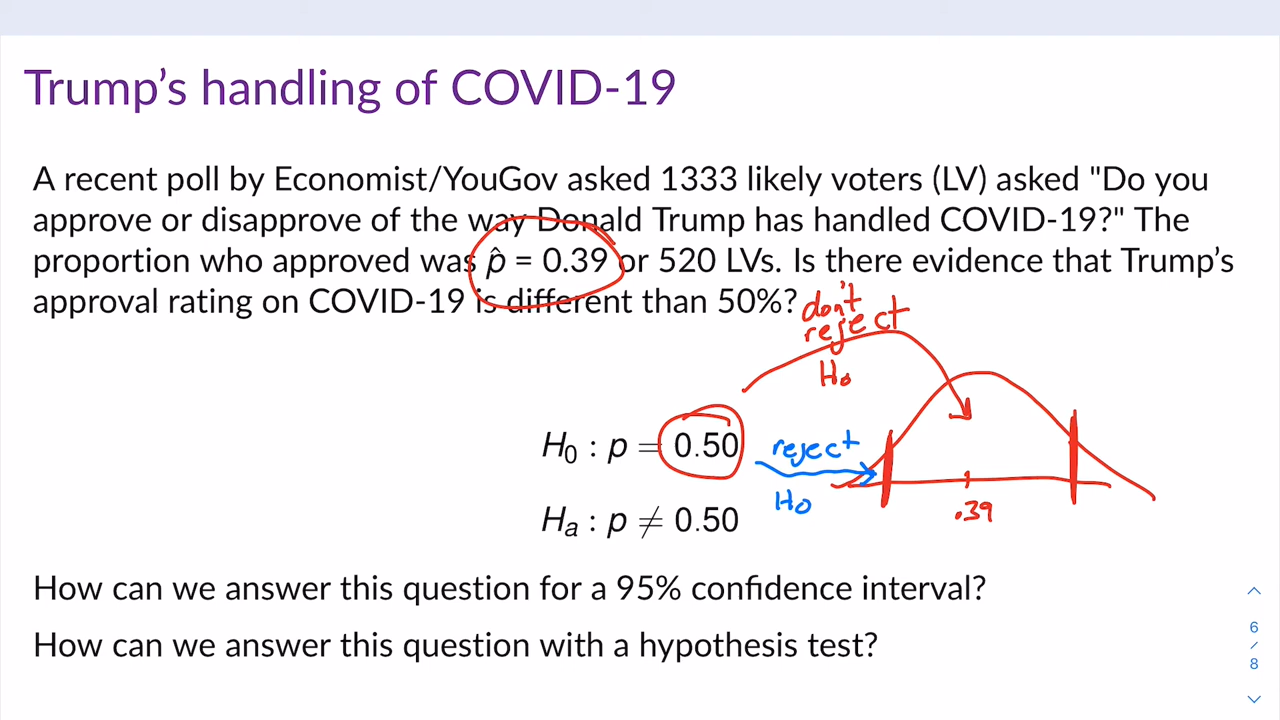 Trump’s handling of COVID-19
A recent poll by Economist/YouGov asked 1333 likely voters (LV) asked "Do you
approve or disapprove of the way Donald Trump has handled COVID-19?" The
proportion who approved was p̂ = 0.39 or 520 LVs. Is there evidence that Trump’s
approval rating on COVID-19 is different than 50%?
don't
reject
H₀
H₀ : p = 0.50
reject
H₀
.39
Hₐ : p ≠ 0.50
How can we answer this question for a 95% confidence interval?
How can we answer this question with a hypothesis test?
6
/
8